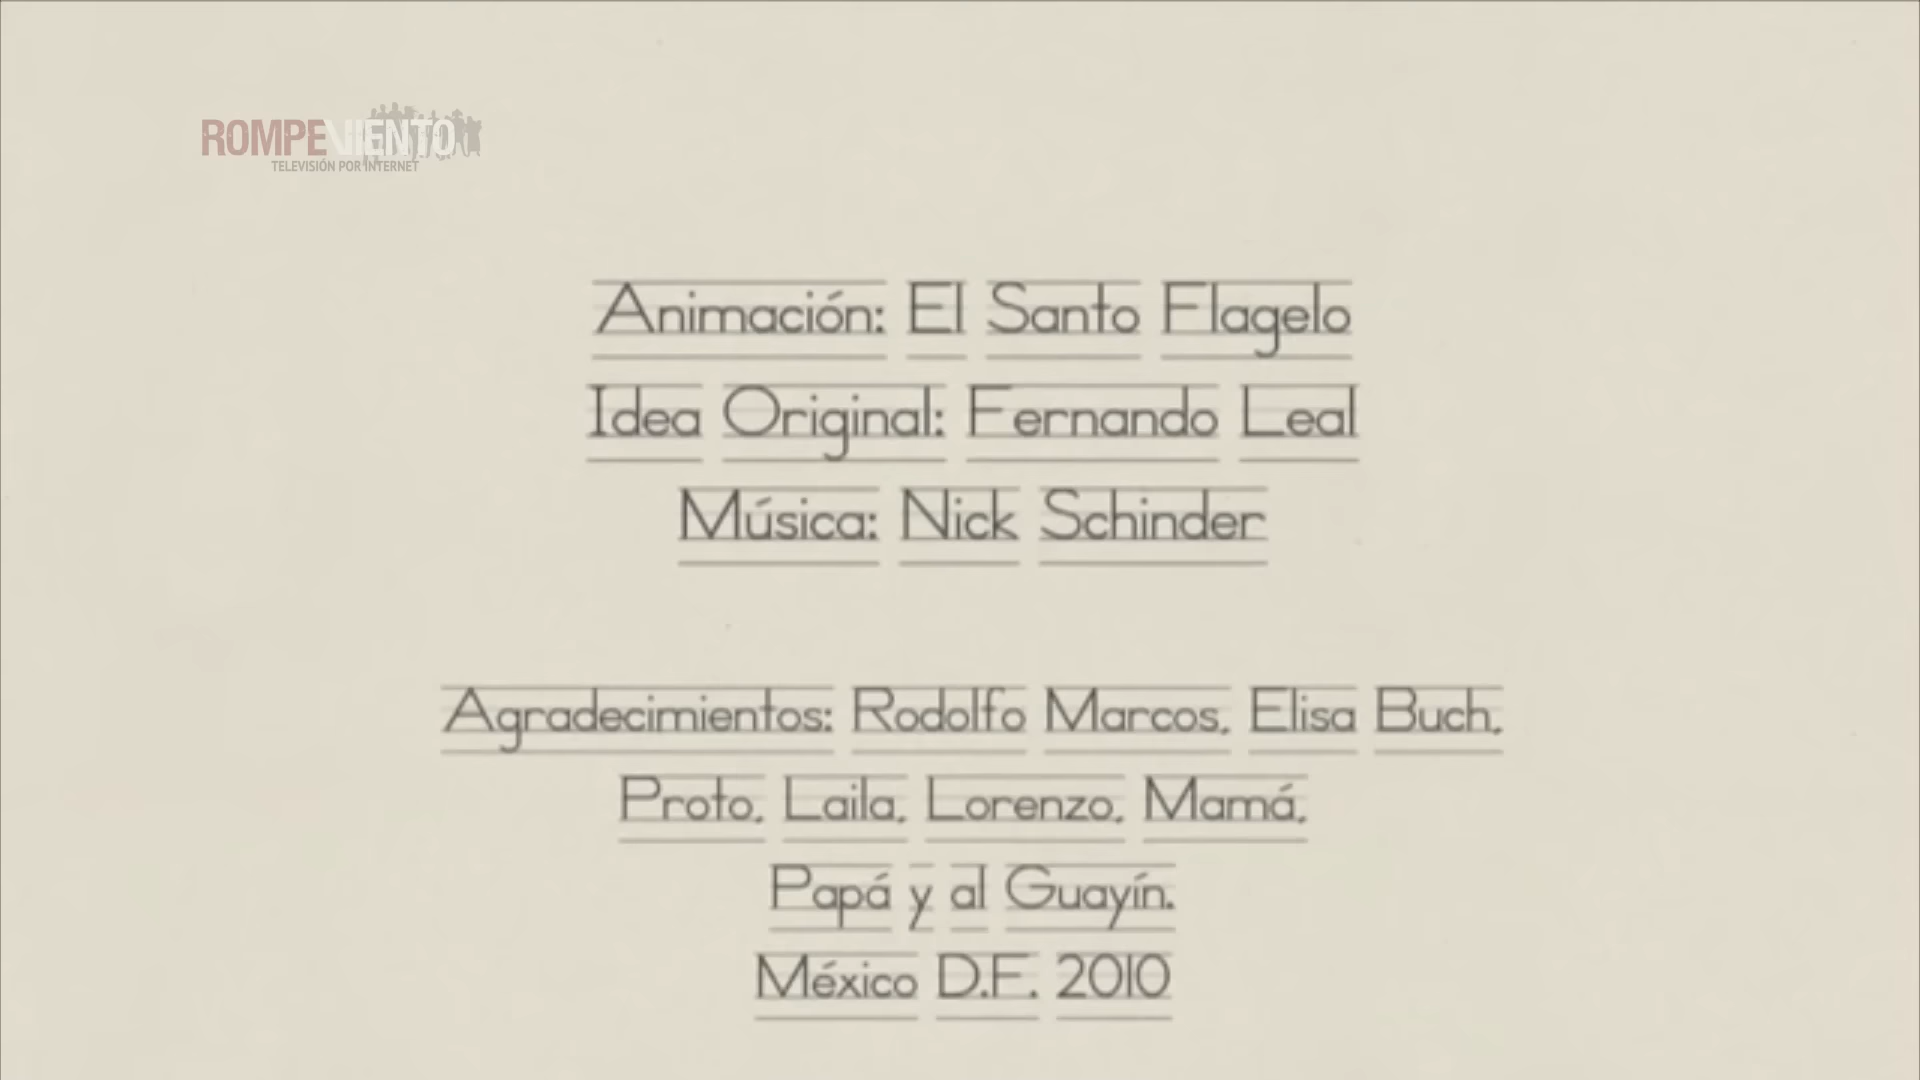 ROMPEVIENTO
TELEVISIÓN POR INTERNET
Animación: El Santo Flagelo
Idea Original: Fernando Leal
Música: Nick Schinder
Agradecimientos: Rodolfo Marcos, Elisa Buch,
Proto, Laila, Lorenzo, Mamá,
Papá y al Guayín.
México D.F. 2010